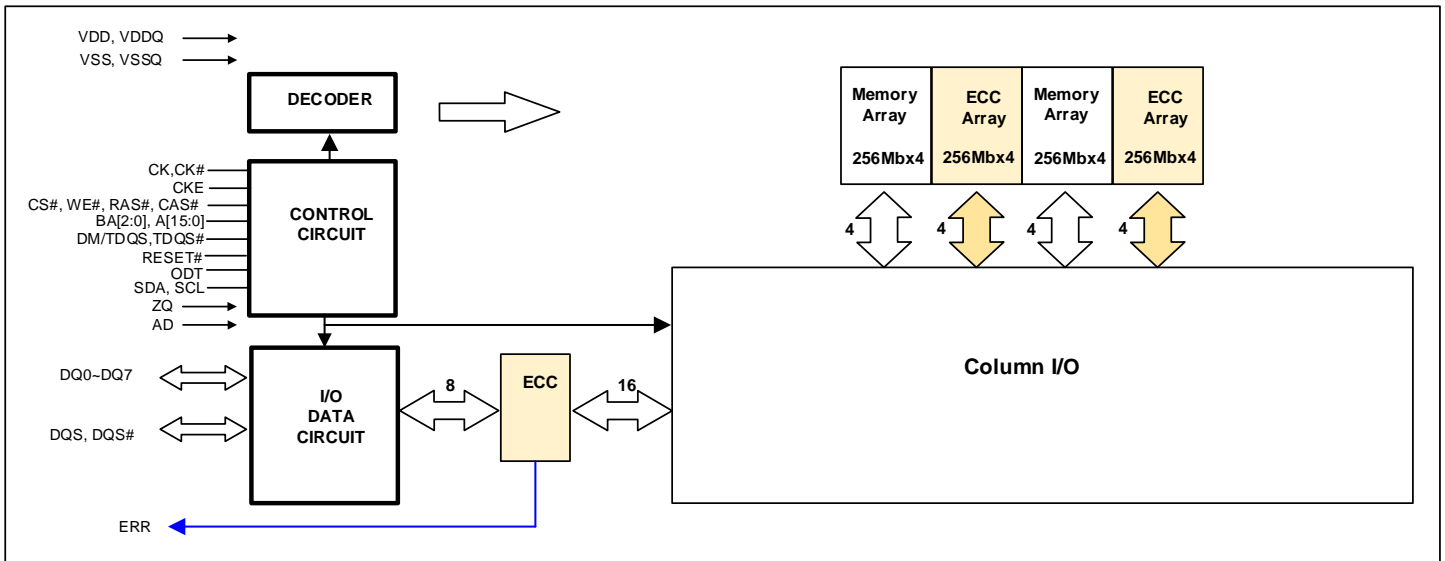 VDD, VDDQ
VSS, VSSQ
DECODER
CK,CK#
CKE
CS#, WE#, RAS#, CAS#
BA[2:0], A[15:0]
DM/TDQS,TDQS#
RESET#
ODT
SDA, SCL
ZQ
AD
CONTROL
CIRCUIT
Memory
Array
256Mbx4
ECC
Array
256Mbx4
Memory
Array
256Mbx4
ECC
Array
256Mbx4
4
4
4
4
Column I/O
DQ0~DQ7
DQS, DQS#
I/O
DATA
CIRCUIT
8
ECC
16
ERR